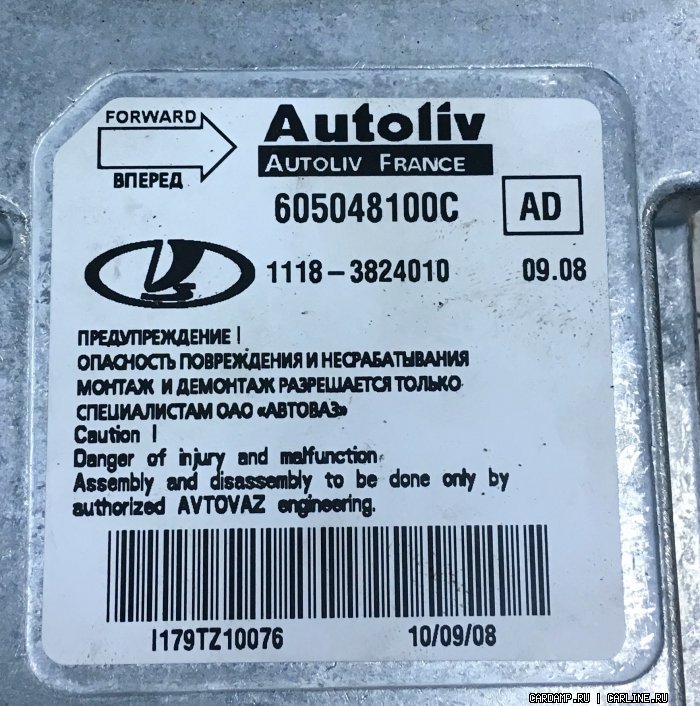 FORWARD
ВПЕРЕД
Autoliv
AUTOLIV FRANCE
605048100C
AD
1118-3824010
09.08
ПРЕДУПРЕЖДЕНИЕ !
ОПАСНОСТЬ ПОВРЕЖДЕНИЯ И НЕСРАБАТЫВАНИЯ
МОНТАЖ И ДЕМОНТАЖ РАЗРЕШАЕТСЯ ТОЛЬКО
СПЕЦИАЛИСТАМ ОАО «АВТОВАЗ»
Caution !
Danger of injury and malfunction.
Assembly and disassembly to be done only by
authorized AVTOVAZ engineering.
I179TZ10076
10/09/08
CARDAMP.RU | CARLINE.RU